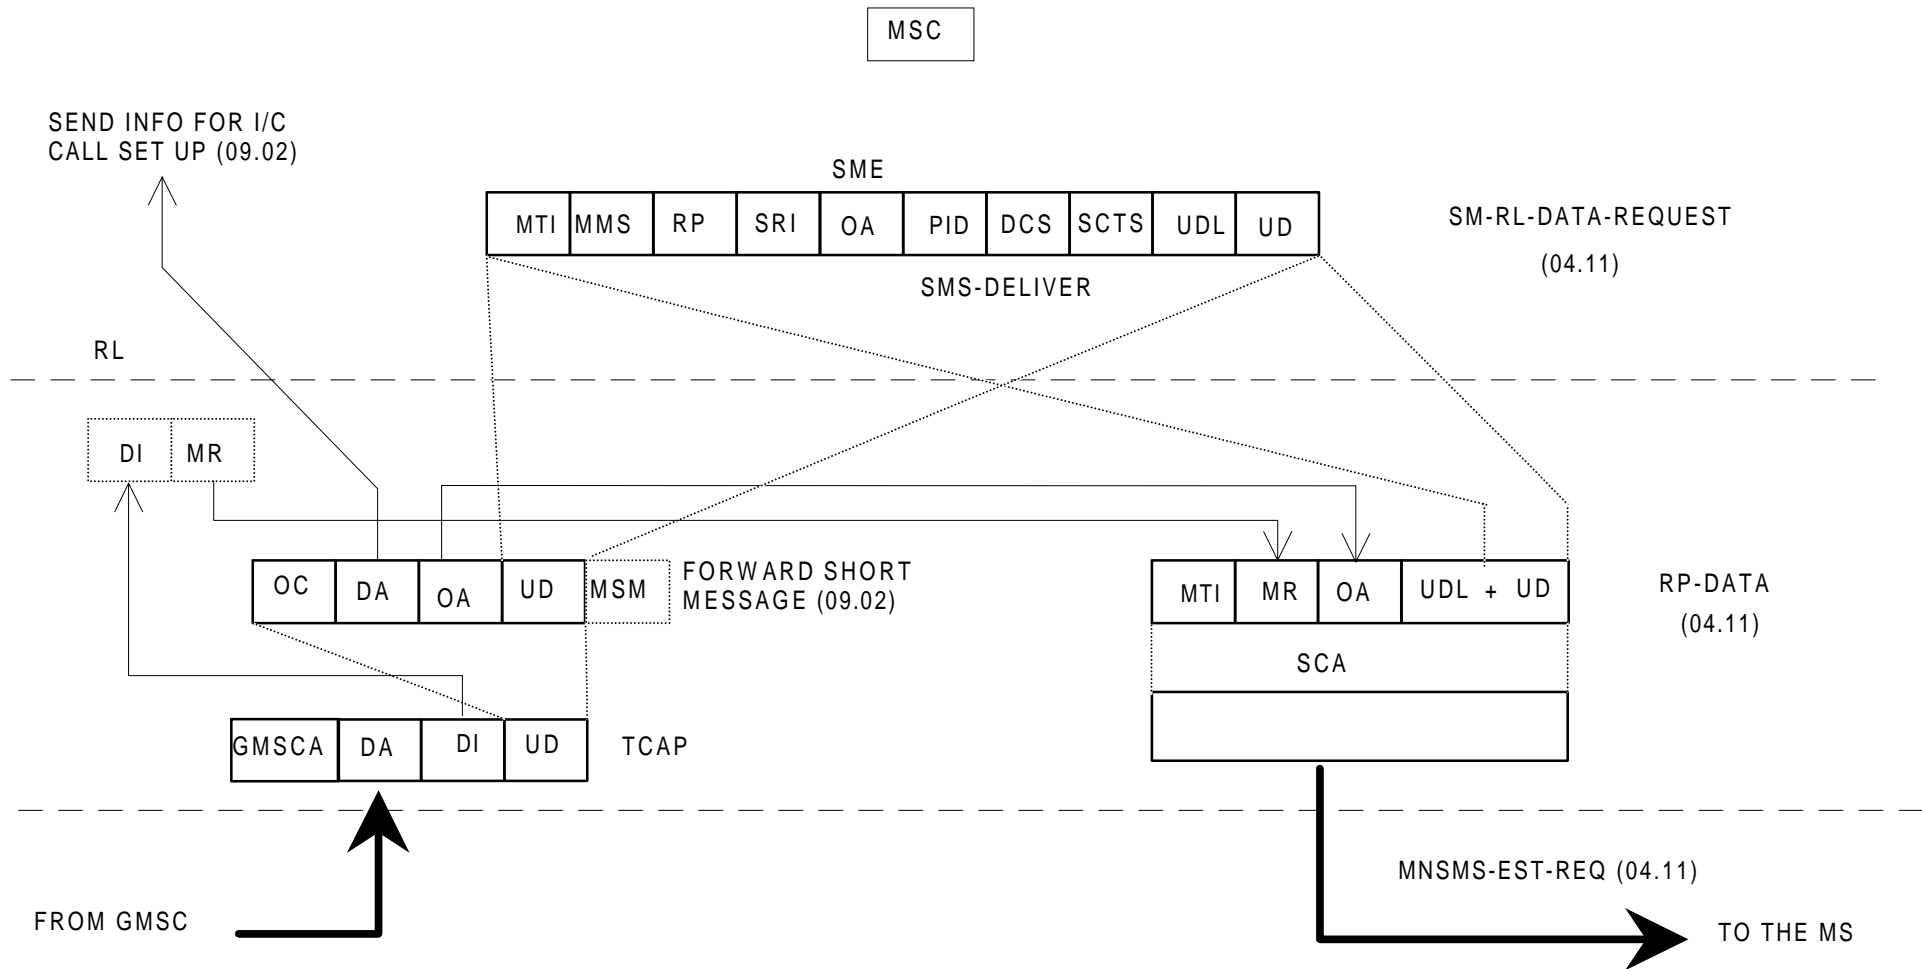 MSC
SEND INFO FOR I/C
CALL SET UP (09.02)
SME
MTI MMS RP SRI OA PID DCS SCTS UDL UD
SM-RL-DATA-REQUEST
(04.11)
SMS-DELIVER
RL
DI MR
OC DA OA UD MSM
FORWARD SHORT
MESSAGE (09.02)
MTI MR OA UDL + UD
RP-DATA
(04.11)
SCA
GMSCA DA DI UD TCAP
MNSMS-EST-REQ (04.11)
FROM GMSC
TO THE MS